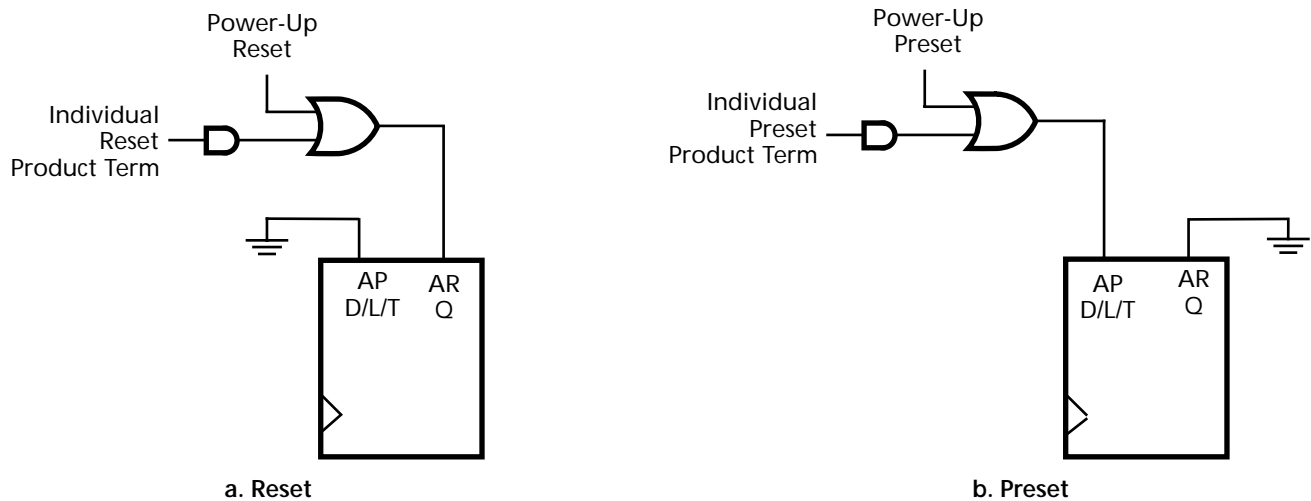 Power-Up
Reset
Individual
Reset
Product Term
AP
AR
D/L/T
Q
a. Reset
Power-Up
Preset
Individual
Preset
Product Term
AP
AR
D/L/T
Q
b. Preset